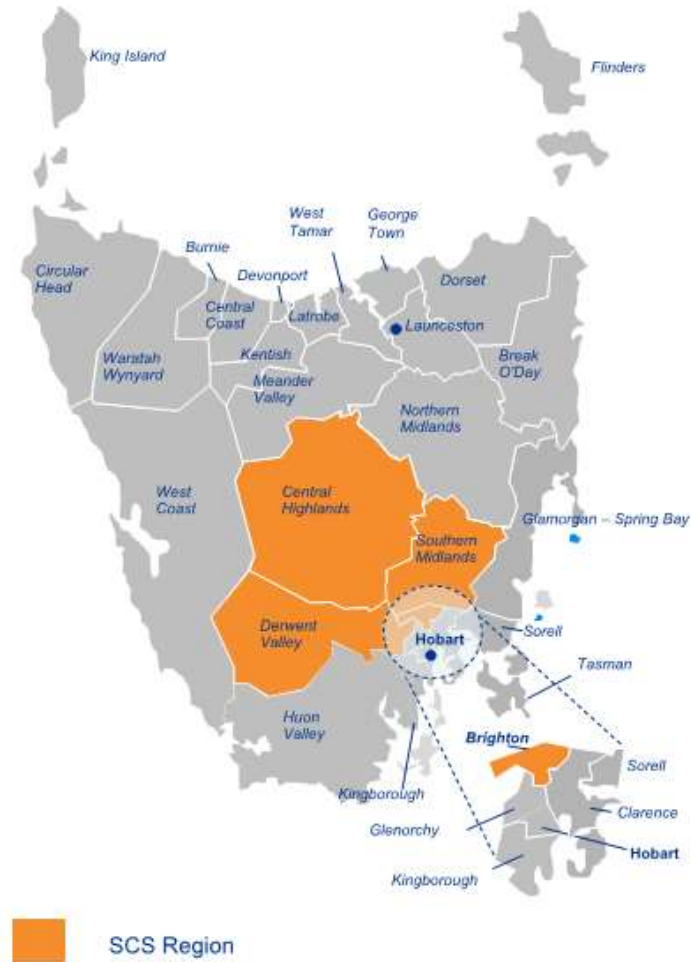 King Island
Flinders
West
Tamar
George
Town
Burnie
Devonport
Circular
Head
Central
Coast
Latrobe
Dorset
Launceston
Waratah
Wynyard
Kentish
Break
O'Day
Meander
Valley
Northern
Midlands
West
Coast
Central
Highlands
Glamorgan – Spring Bay
Southern
Midlands
Derwent
Valley
Hobart
Sorell
Tasman
Huon
Valley
Brighton
Sorell
Kingborough
Clarence
Glenorchy
Hobart
Kingborough
SCS Region